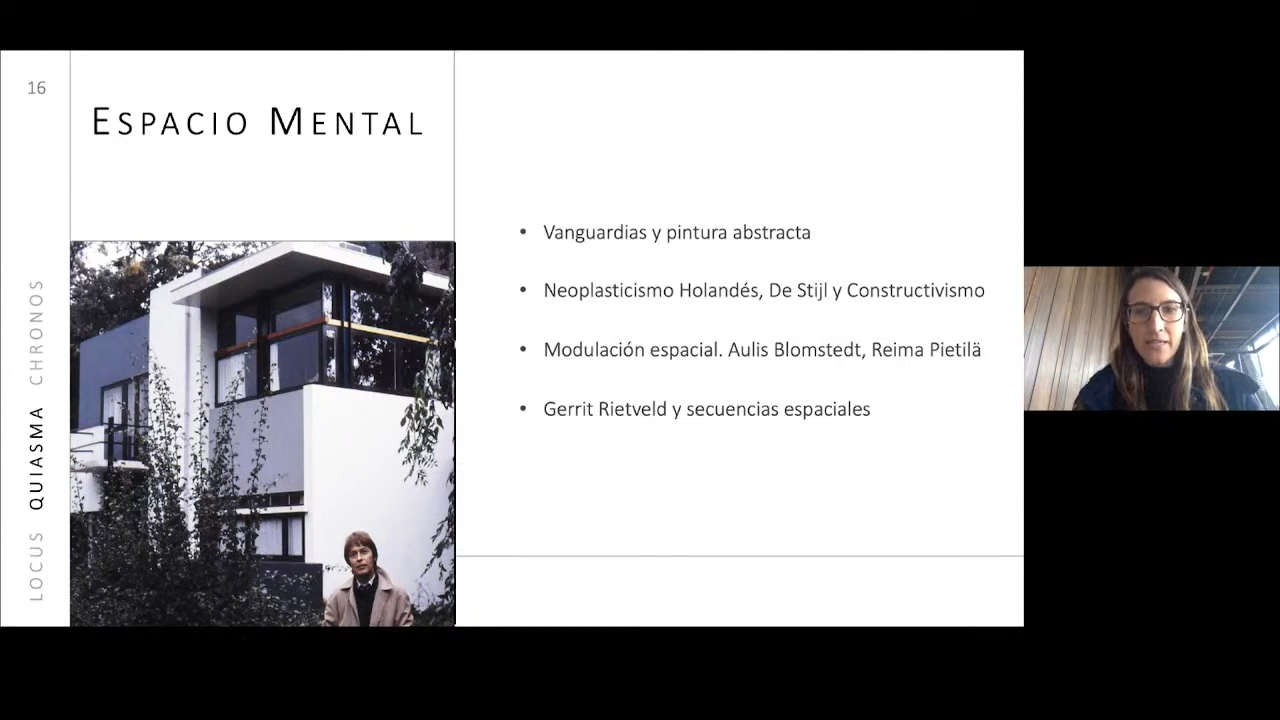 16
ESPACIO MENTAL
LOCUS QUIASMA CHRONOS
• Vanguardias y pintura abstracta
• Neoplasticismo Holandés, De Stijl y Constructivismo
• Modulación espacial. Aulis Blomstedt, Reima Pietilä
• Gerrit Rietveld y secuencias espaciales